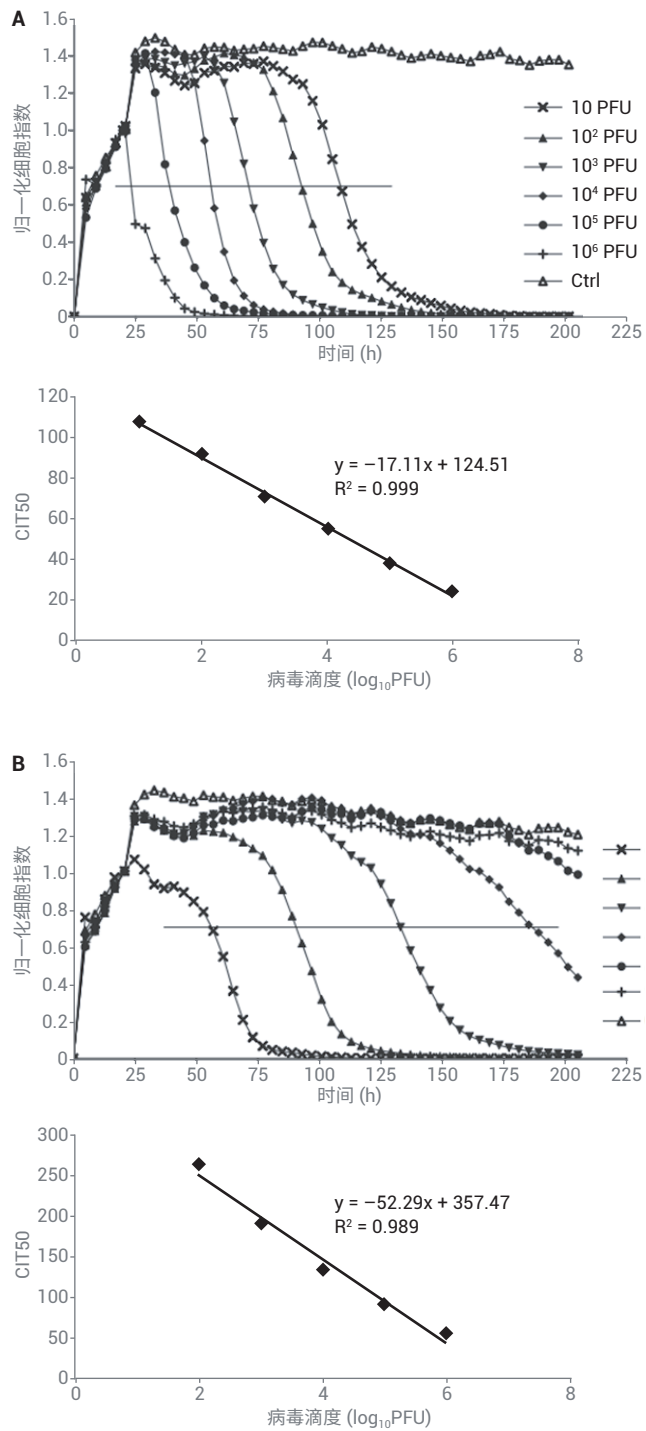 A
1.6
1.4
1.2
1.0
0.8
0.6
0.4
0.2
0
归一化细胞指数
10 PFU
10² PFU
10³ PFU
10⁴ PFU
10⁵ PFU
10⁶ PFU
Ctrl
0 25 50 75 100 125 150 175 200 225
时间 (h)
120
100
80
60
40
20
0
CIT50
y = −17.11x + 124.51
R² = 0.999
0 2 4 6 8
病毒滴度 (log₁₀PFU)
B
1.6
1.4
1.2
1.0
0.8
0.6
0.4
0.2
0
归一化细胞指数
0 25 50 75 100 125 150 175 200 225
时间 (h)
300
250
200
150
100
50
0
CIT50
y = −52.29x + 357.47
R² = 0.989
0 2 4 6 8
病毒滴度 (log₁₀PFU)